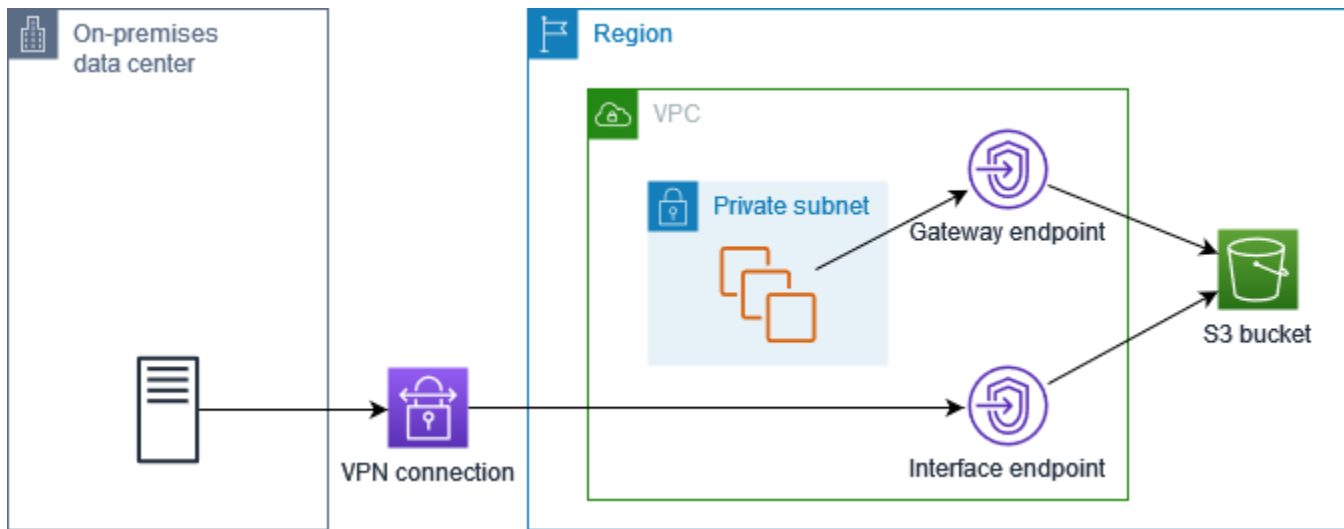 On-premises
data center
Region
VPC
Private subnet
Gateway endpoint
S3 bucket
VPN connection
Interface endpoint